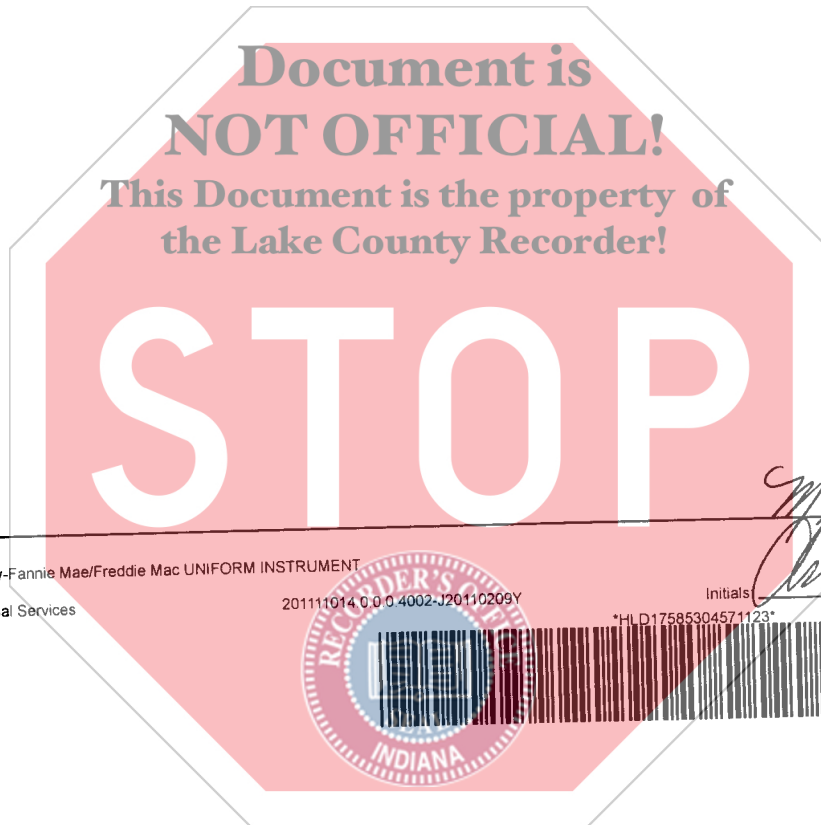 Document is
NOT OFFICIAL!
This Document is the property of
the Lake County Recorder!
STOP
-Fannie Mae/Freddie Mac UNIFORM INSTRUMENT
al Services
201111014.0.0.0.4002-J20110209Y
Initials:
*HLD17585304571123*
RECORDER'S OFFICE
INDIANA